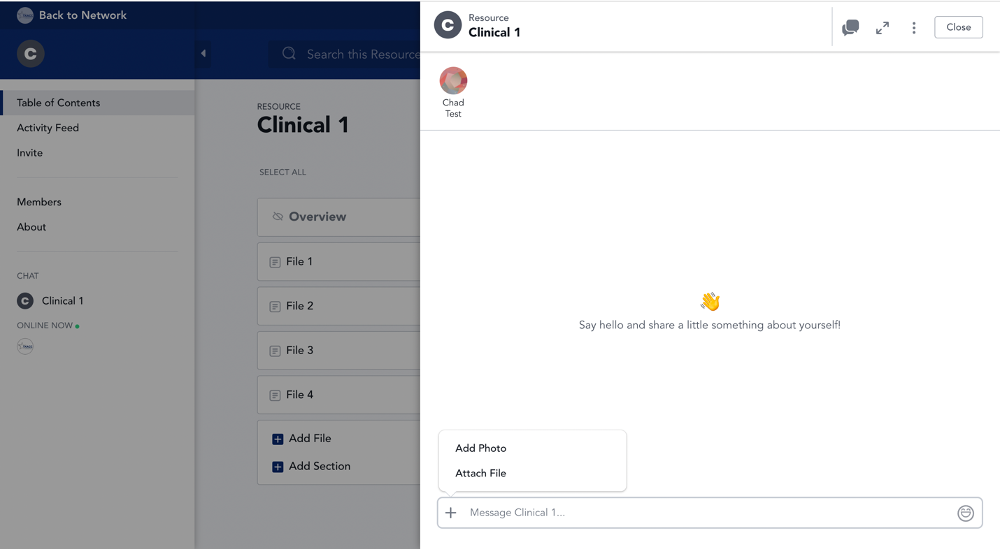 Back to Network
C
Table of Contents
Activity Feed
Invite
Members
About
CHAT
C Clinical 1
ONLINE NOW
Search this Resource
RESOURCE
Clinical 1
SELECT ALL
Overview
File 1
File 2
File 3
File 4
Add File
Add Section
C
Resource
Clinical 1
Close
Chad
Test
Say hello and share a little something about yourself!
Add Photo
Attach File
Message Clinical 1...